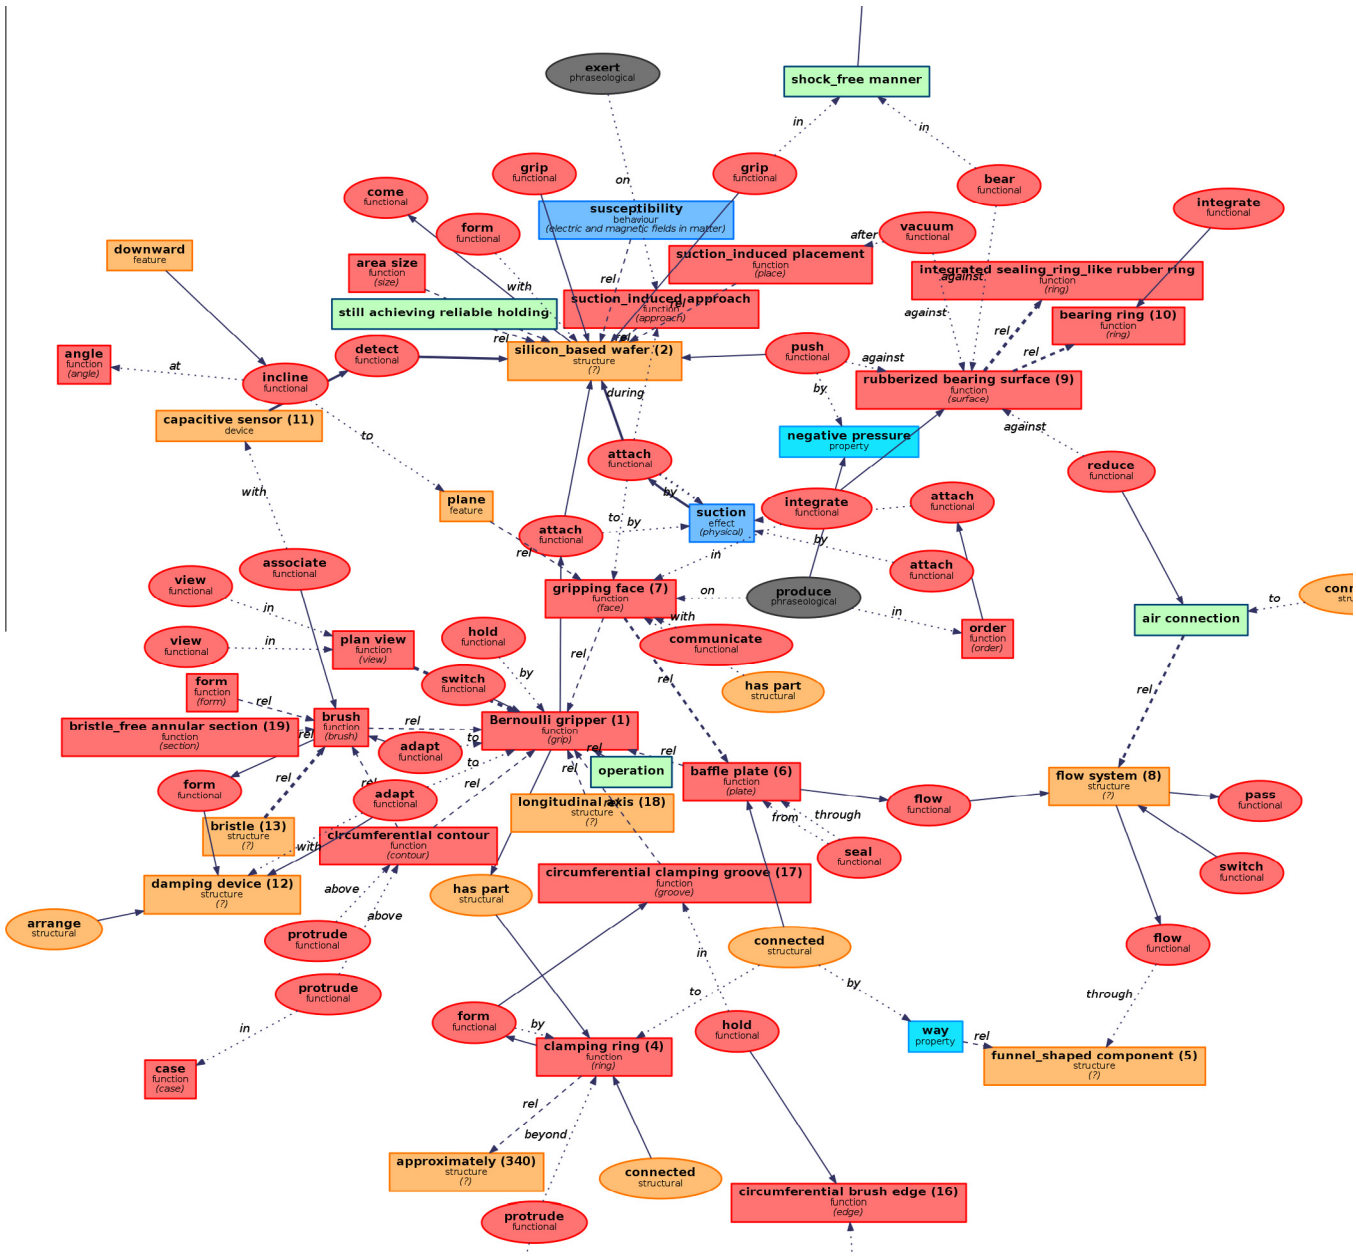 exert
phraseological
shock_free manner
in
in
grip
functional
grip
functional
on
come
functional
bear
functional
integrate
functional
susceptibility
behaviour
(electric and magnetic fields in matter)
form
functional
vacuum
functional
after
downward
feature
area size
function
(size)
rel
suction_induced placement
function
(place)
integrated sealing_ring_like rubber ring
function
(ring)
against
with
suction_induced approach
function
(approach)
rel
still achieving reliable holding
against
bearing ring (10)
function
(ring)
rel
rel
rel
rel
angle
function
(angle)
at
detect
functional
silicon_based wafer (2)
structure
(?)
push
functional
against
incline
functional
by
rubberized bearing surface (9)
function
(surface)
during
capacitive sensor (11)
device
to
against
negative pressure
property
attach
functional
reduce
functional
with
by
plane
feature
integrate
functional
attach
functional
suction
effect
(physical)
to
by
attach
functional
by
rel
in
associate
functional
attach
functional
view
functional
in
gripping face (7)
function
(face)
on
produce
phraseological
in
to
conn
stru
with
air connection
hold
functional
order
function
(order)
view
functional
in
plan view
function
(view)
communicate
functional
rel
by
rel
switch
functional
has part
structural
form
function
(form)
rel
rel
brush
function
(brush)
rel
Bernoulli gripper (1)
function
(grip)
bristle_free annular section (19)
function
(section)
rel
adapt
functional
to
rel
rel
to
rel
operation
baffle plate (6)
function
(plate)
flow system (8)
structure
(?)
form
functional
rel
rel
rel
adapt
functional
longitudinal axis (18)
structure
(?)
rel
flow
functional
pass
functional
from
through
bristle (13)
structure
(?)
with
circumferential contour
function
(contour)
seal
functional
switch
functional
damping device (12)
structure
(?)
above
has part
structural
circumferential clamping groove (17)
function
(groove)
above
arrange
structural
protrude
functional
in
connected
structural
flow
functional
protrude
functional
to
by
through
in
form
functional
by
hold
functional
way
property
rel
clamping ring (4)
function
(ring)
funnel_shaped component (5)
structure
(?)
case
function
(case)
rel
beyond
approximately (340)
structure
(?)
connected
structural
circumferential brush edge (16)
function
(edge)
protrude
functional